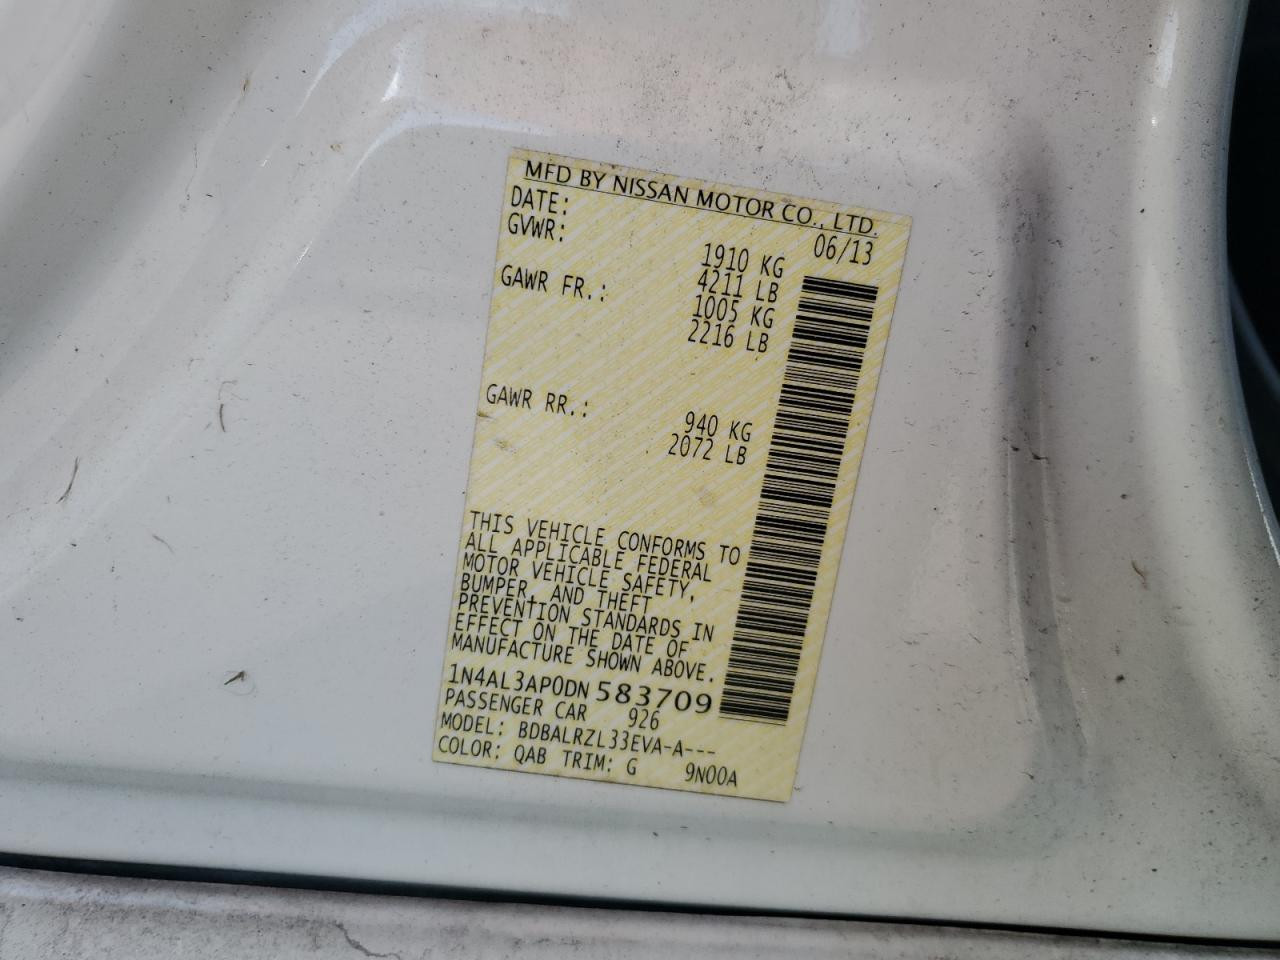 MFD BY NISSAN MOTOR CO., LTD.
DATE: 06/13
GVWR: 1910 KG
4211 LB
GAWR FR.: 1005 KG
2216 LB
GAWR RR.: 940 KG
2072 LB
THIS VEHICLE CONFORMS TO
ALL APPLICABLE FEDERAL
MOTOR VEHICLE SAFETY,
BUMPER, AND THEFT
PREVENTION STANDARDS IN
EFFECT ON THE DATE OF
MANUFACTURE SHOWN ABOVE.
1N4AL3AP0DN583709
PASSENGER CAR 926
MODEL: BDBALRZL33EVA-A---
COLOR: QAB TRIM: G 9N00A